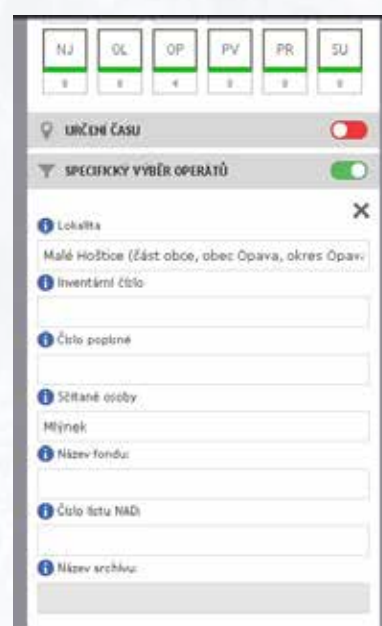 NJ OL OP PV PR SU
URČENÍ ČASU
SPECIFICKÝ VÝBĚR OPERÁTŮ
Lokalita
Malé Hoštice (část obce, obec Opava, okres Opava
Inventární číslo
Číslo popisné
Sčítané osoby
Mlýnek
Název fondu:
Číslo listu NAD:
Název archivu: